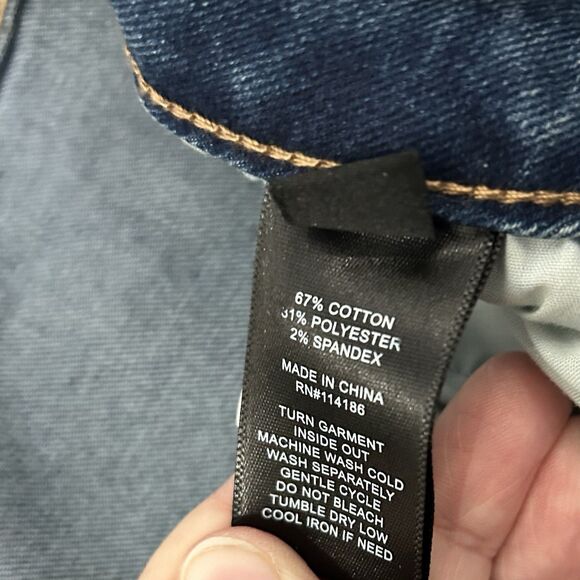 67% COTTON
31% POLYESTER
2% SPANDEX
MADE IN CHINA
RN#114186
TURN GARMENT
INSIDE OUT
MACHINE WASH COLD
WASH SEPARATELY
GENTLE CYCLE
DO NOT BLEACH
TUMBLE DRY LOW
COOL IRON IF NEED